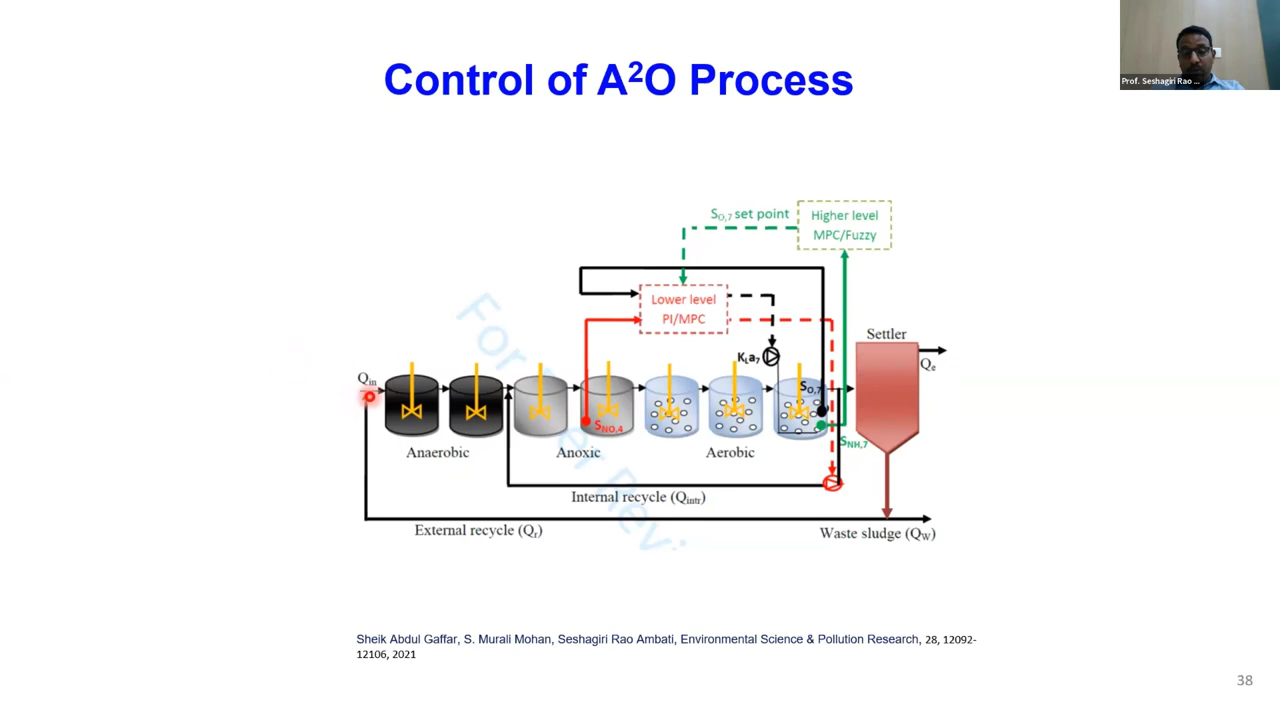 Control of A²O Process
Prof. Seshagiri Rao ...
S_O,7 set point
Higher level
MPC/Fuzzy
Lower level
PI/MPC
K_La_7
Settler
Q_in
Q_e
S_O,7
S_NO,4
S_NH,7
Anaerobic
Anoxic
Aerobic
Internal recycle (Q_intr)
External recycle (Q_r)
Waste sludge (Q_W)
Sheik Abdul Gaffar, S. Murali Mohan, Seshagiri Rao Ambati, Environmental Science & Pollution Research, 28, 12092-
12106, 2021
38